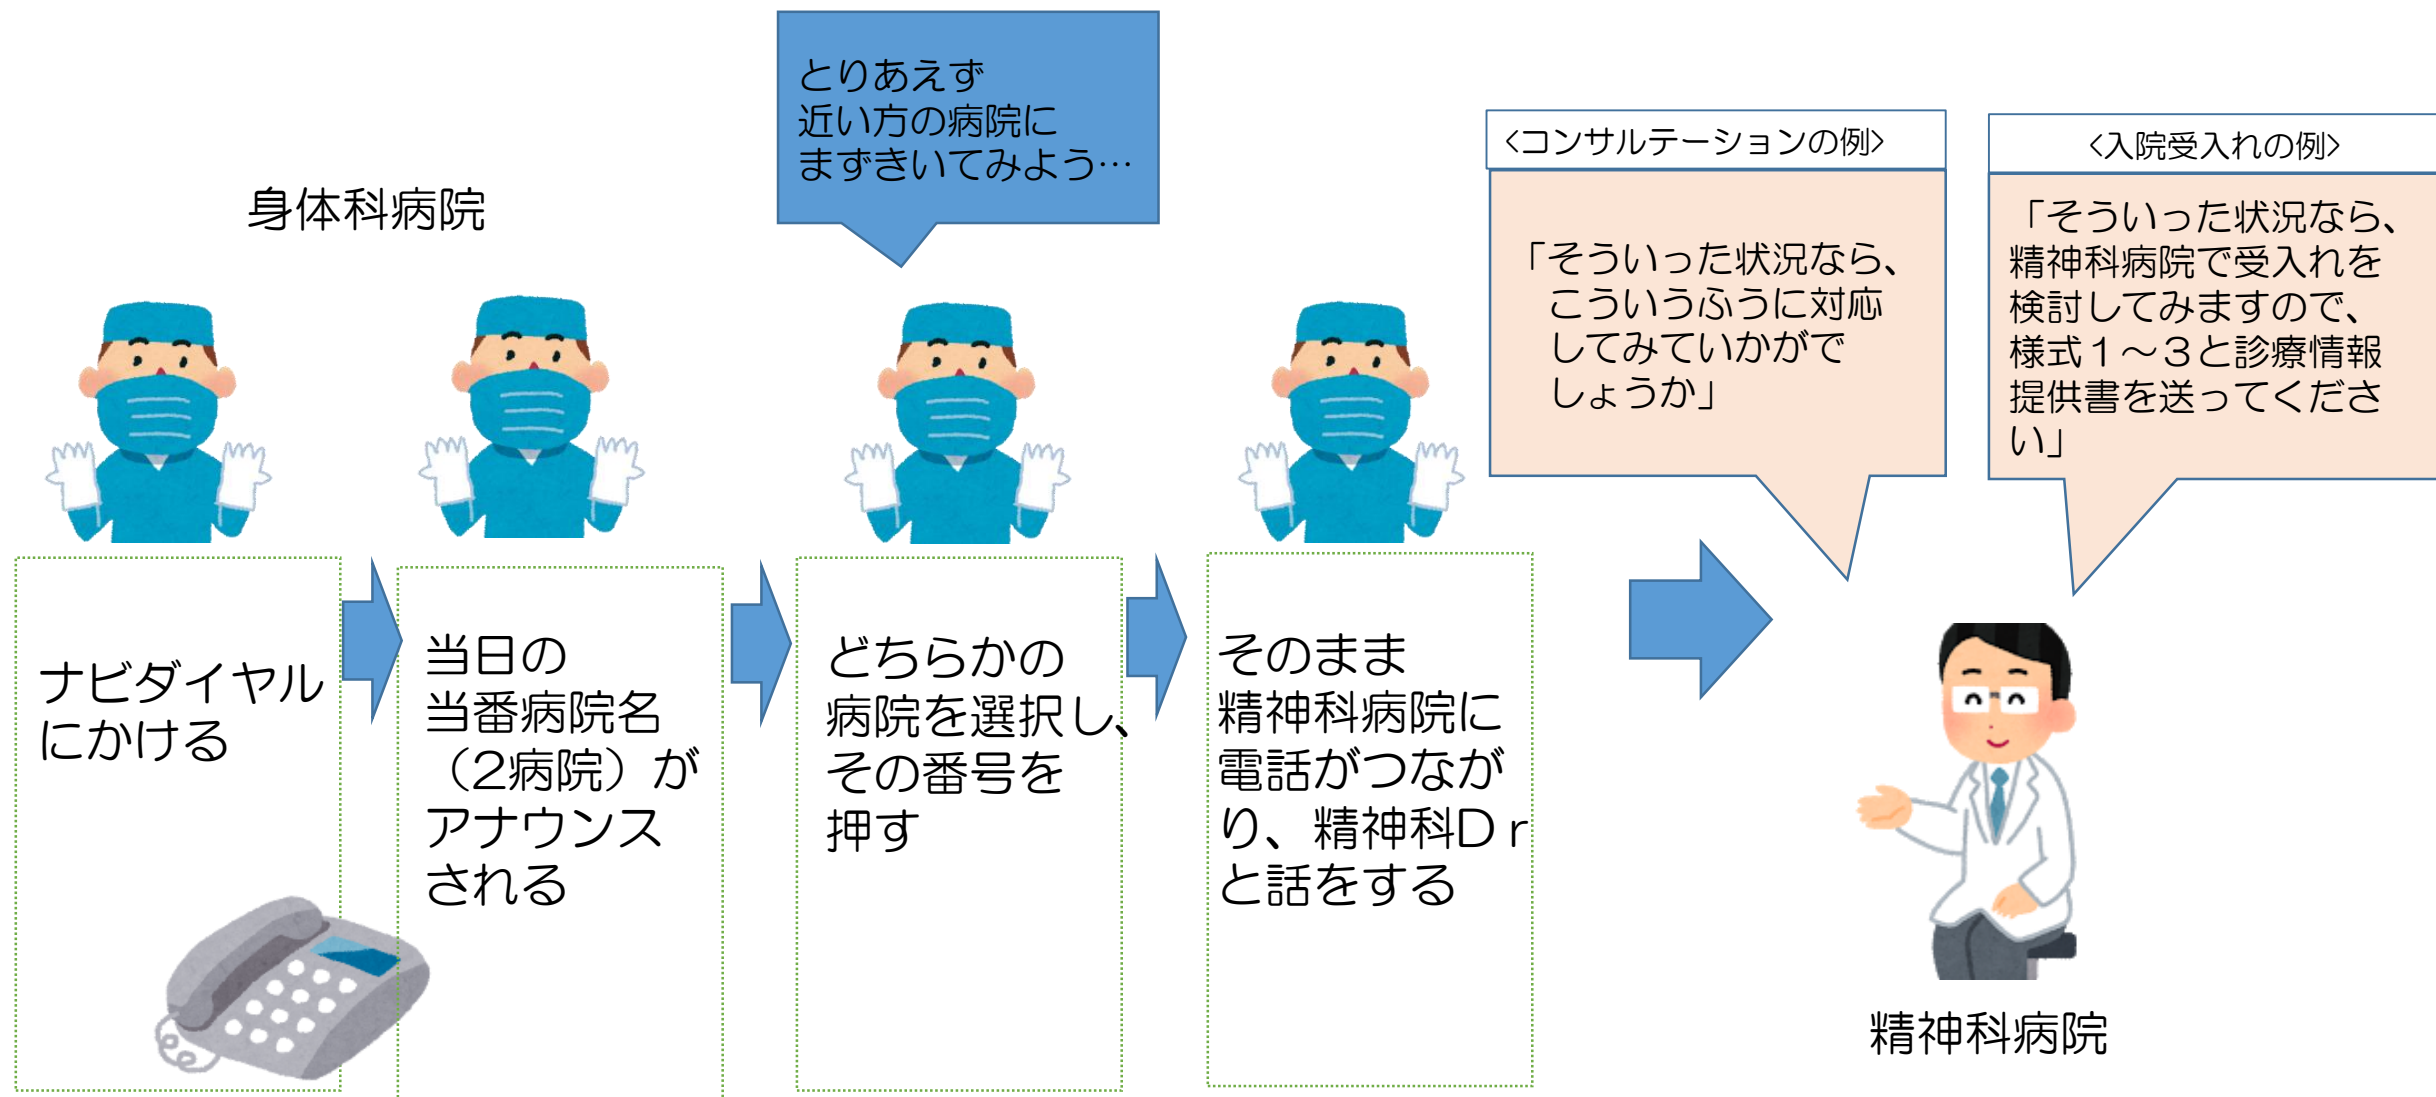 身体科病院
とりあえず
近い方の病院に
まずきいてみよう…
ナビダイヤル
にかける
当日の
当番病院名
（2病院）が
アナウンス
される
どちらかの
病院を選択し、
その番号を
押す
そのまま
精神科病院に
電話がつなが
り、精神科Ｄｒ
と話をする
<コンサルテーションの例>
「そういった状況なら、
こういうふうに対応
してみていかがで
しょうか」
<入院受入れの例>
「そういった状況なら、
精神科病院で受入れを
検討してみますので、
様式１～３と診療情報
提供書を送ってくださ
い」
精神科病院